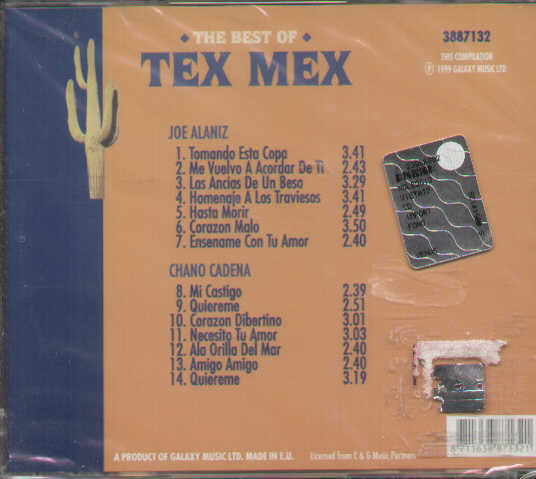 ◆ THE BEST OF ◆
TEX MEX
3887132
THIS COMPILATION
Ⓟ 1999 GALAXY MUSIC LTD
JOE ALANIZ
1. Tomando Esta Copa 3.41
2. Me Vuelvo A Acordar De Ti 2.43
3. Las Ancias De Un Beso 3.29
4. Homenaje A Los Traviesos 3.41
5. Hasta Morir 2.49
6. Corazon Malo 3.50
7. Ensename Con Tu Amor 2.40
CHANO CADENA
8. Mi Castigo 2.39
9. Quiereme 2.51
10. Corazon Dibertino 3.01
11. Necesito Tu Amor 3.03
12. Ala Orilla Del Mar 2.40
13. Amigo Amigo 2.40
14. Quiereme 3.19
A PRODUCT OF GALAXY MUSIC LTD. MADE IN E.U.
Licensed from C & G Music Partners